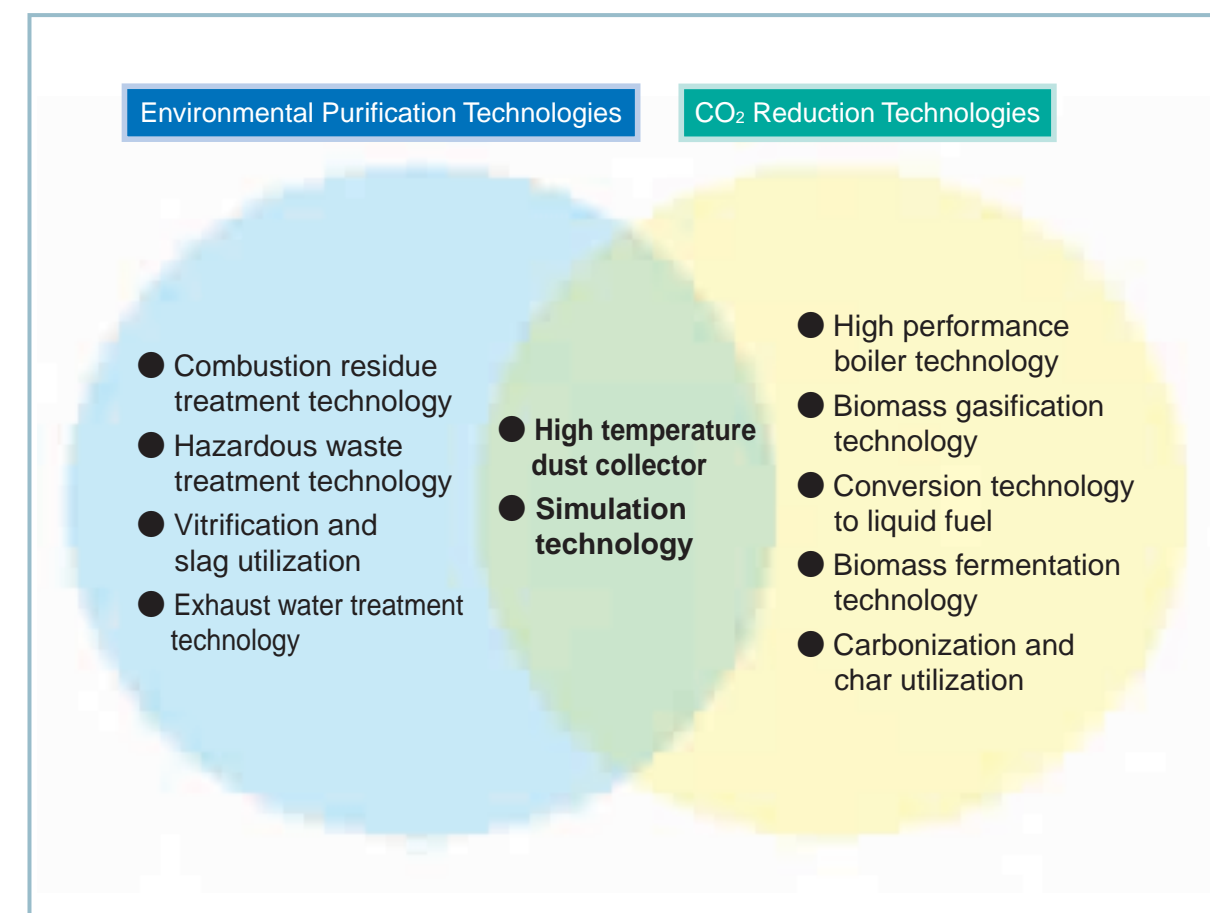 Environmental Purification Technologies
CO₂ Reduction Technologies
● Combustion residue
treatment technology
● Hazardous waste
treatment technology
● Vitrification and
slag utilization
● Exhaust water treatment
technology
● High temperature
dust collector
● Simulation
technology
● High performance
boiler technology
● Biomass gasification
technology
● Conversion technology
to liquid fuel
● Biomass fermentation
technology
● Carbonization and
char utilization